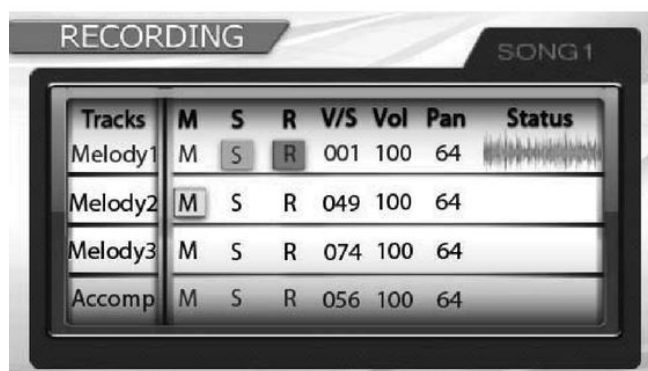 RECORDING
SONG1
Tracks M S R V/S Vol Pan Status
Melody1 M S R 001 100 64
Melody2 M S R 049 100 64
Melody3 M S R 074 100 64
Accomp M S R 056 100 64